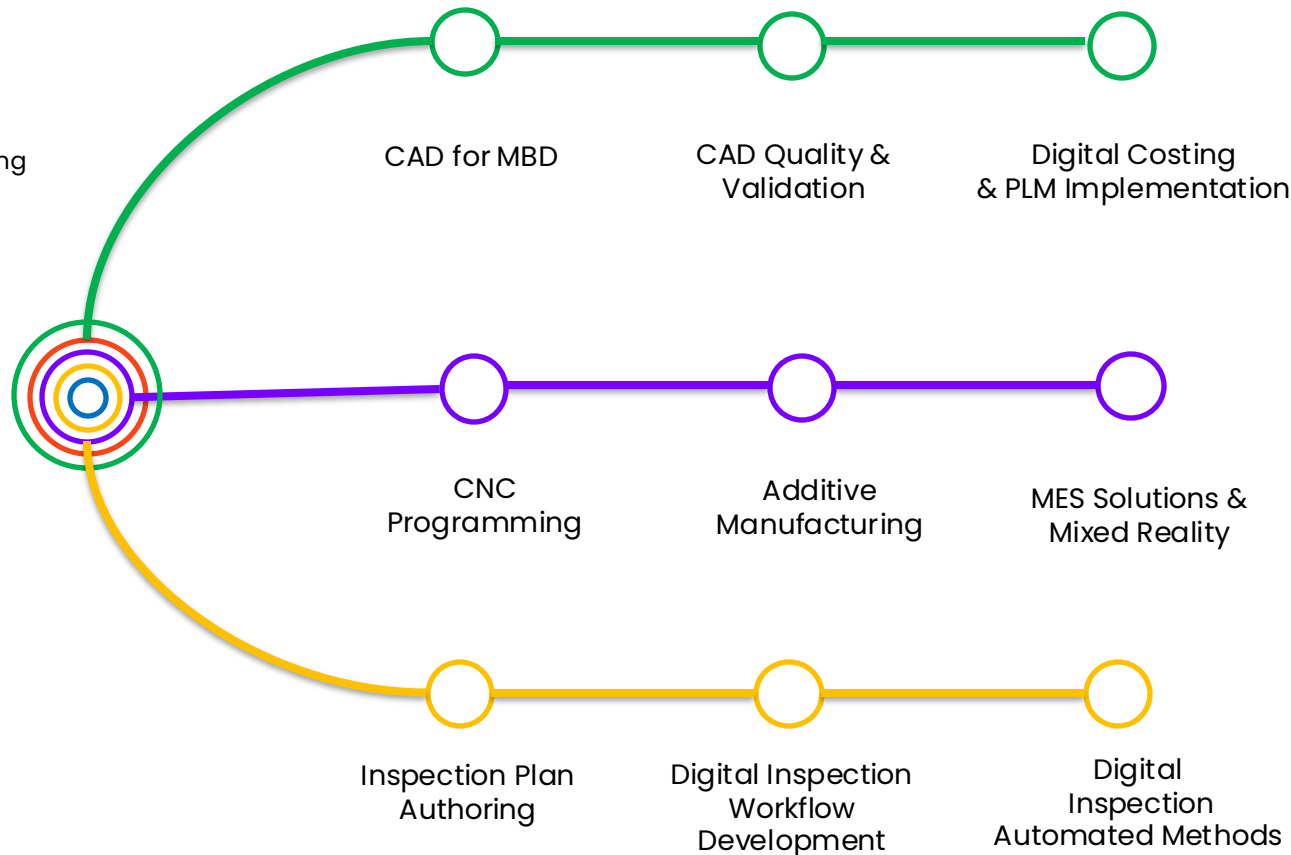 CAD for MBD
CAD Quality &
Validation
Digital Costing
& PLM Implementation
CNC
Programming
Additive
Manufacturing
MES Solutions &
Mixed Reality
Inspection Plan
Authoring
Digital Inspection
Workflow
Development
Digital
Inspection
Automated Methods